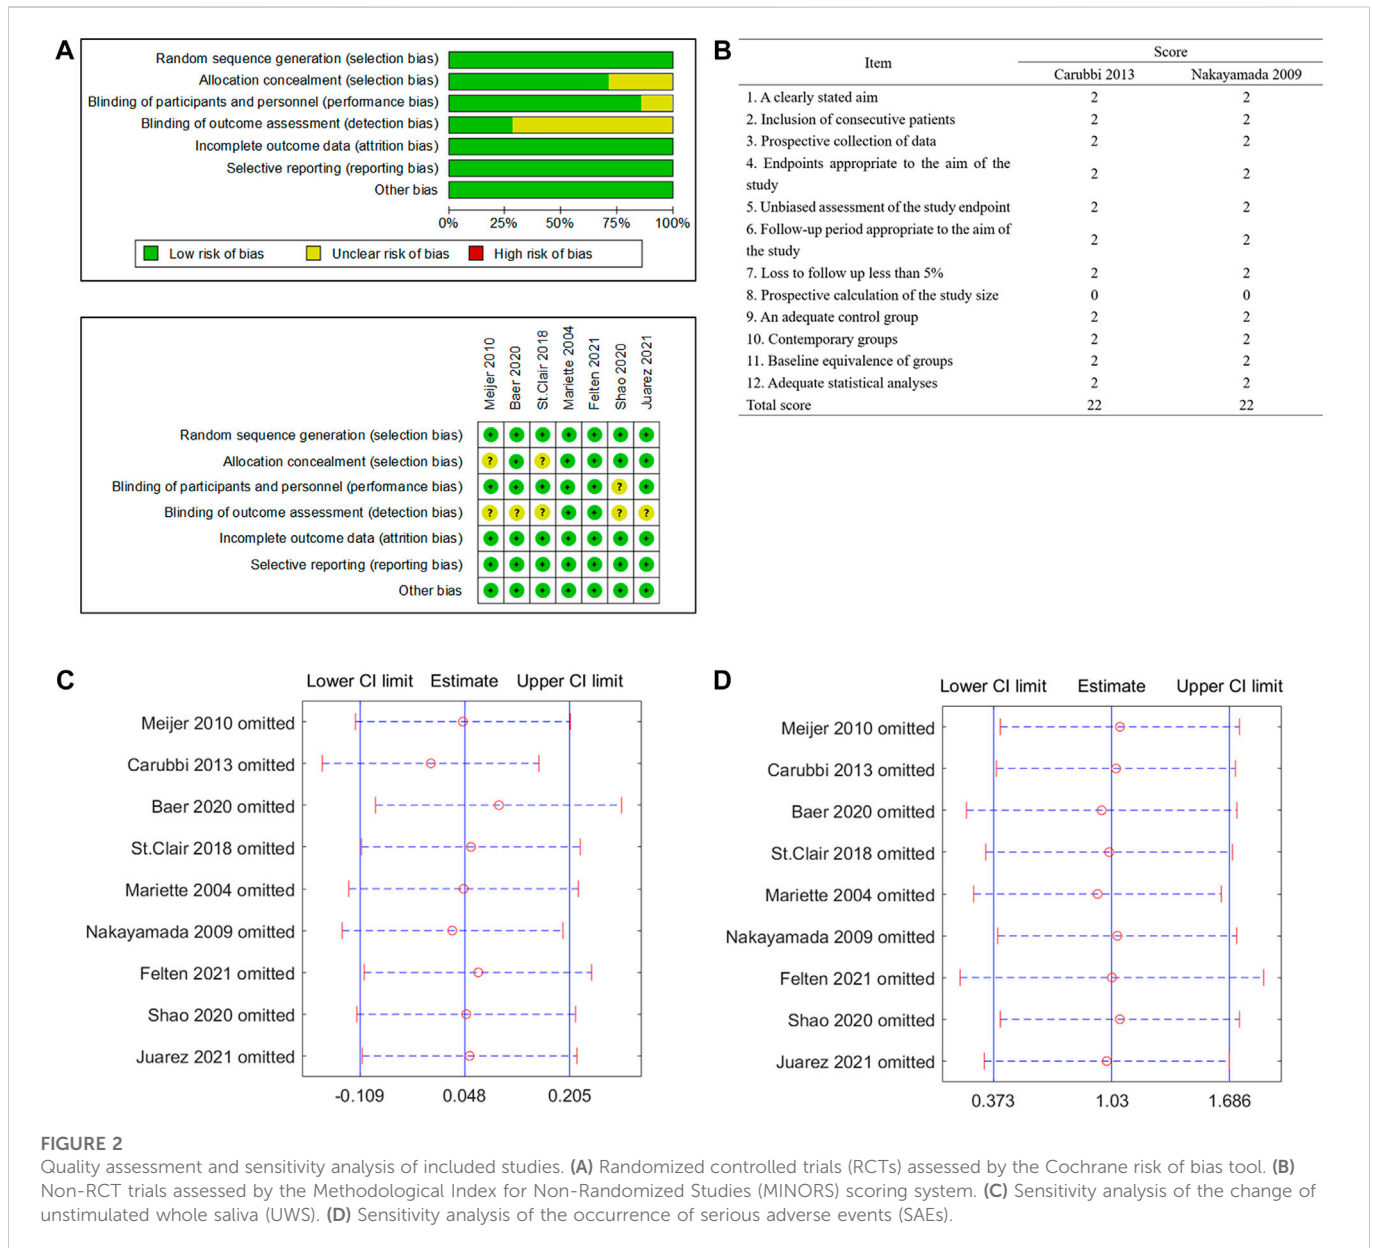 A
Random sequence generation (selection bias)
Allocation concealment (selection bias)
Blinding of participants and personnel (performance bias)
Blinding of outcome assessment (detection bias)
Incomplete outcome data (attrition bias)
Selective reporting (reporting bias)
Other bias
0% 25% 50% 75% 100%
Low risk of bias Unclear risk of bias High risk of bias
Meijer 2010
Baer 2020
St.Clair 2018
Mariette 2004
Felten 2021
Shao 2020
Juarez 2021
Random sequence generation (selection bias) + + + + + + +
Allocation concealment (selection bias) ? + ? + + + +
Blinding of participants and personnel (performance bias) + + + + + ? +
Blinding of outcome assessment (detection bias) ? ? ? + + ? ?
Incomplete outcome data (attrition bias) + + + + + + +
Selective reporting (reporting bias) + + + + + + +
Other bias + + + + + + +
B
Item Score
Carubbi 2013 Nakayamada 2009
1. A clearly stated aim 2 2
2. Inclusion of consecutive patients 2 2
3. Prospective collection of data 2 2
4. Endpoints appropriate to the aim of the
study 2 2
5. Unbiased assessment of the study endpoint 2 2
6. Follow-up period appropriate to the aim of
the study 2 2
7. Loss to follow up less than 5% 2 2
8. Prospective calculation of the study size 0 0
9. An adequate control group 2 2
10. Contemporary groups 2 2
11. Baseline equivalence of groups 2 2
12. Adequate statistical analyses 2 2
Total score 22 22
C
Lower CI limit Estimate Upper CI limit
Meijer 2010 omitted
Carubbi 2013 omitted
Baer 2020 omitted
St.Clair 2018 omitted
Mariette 2004 omitted
Nakayamada 2009 omitted
Felten 2021 omitted
Shao 2020 omitted
Juarez 2021 omitted
-0.109 0.048 0.205
D
Lower CI limit Estimate Upper CI limit
Meijer 2010 omitted
Carubbi 2013 omitted
Baer 2020 omitted
St.Clair 2018 omitted
Mariette 2004 omitted
Nakayamada 2009 omitted
Felten 2021 omitted
Shao 2020 omitted
Juarez 2021 omitted
0.373 1.03 1.686
FIGURE 2
Quality assessment and sensitivity analysis of included studies. (A) Randomized controlled trials (RCTs) assessed by the Cochrane risk of bias tool. (B)
Non-RCT trials assessed by the Methodological Index for Non-Randomized Studies (MINORS) scoring system. (C) Sensitivity analysis of the change of
unstimulated whole saliva (UWS). (D) Sensitivity analysis of the occurrence of serious adverse events (SAEs).